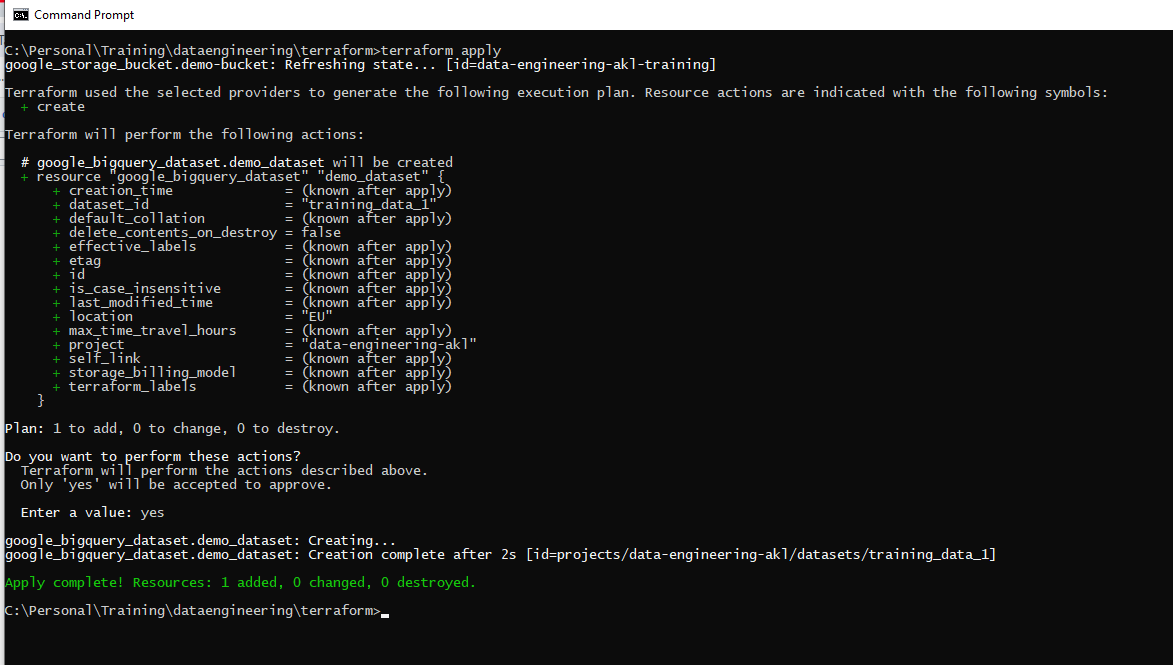 Command Prompt
C:\Personal\Training\dataengineering\terraform>terraform apply
google_storage_bucket.demo-bucket: Refreshing state... [id=data-engineering-akl-training]
Terraform used the selected providers to generate the following execution plan. Resource actions are indicated with the following symbols:
  + create
Terraform will perform the following actions:
  # google_bigquery_dataset.demo_dataset will be created
  + resource "google_bigquery_dataset" "demo_dataset" {
      + creation_time              = (known after apply)
      + dataset_id                 = "training_data_1"
      + default_collation          = (known after apply)
      + delete_contents_on_destroy = false
      + effective_labels           = (known after apply)
      + etag                       = (known after apply)
      + id                         = (known after apply)
      + is_case_insensitive        = (known after apply)
      + last_modified_time         = (known after apply)
      + location                   = "EU"
      + max_time_travel_hours      = (known after apply)
      + project                    = "data-engineering-akl"
      + self_link                  = (known after apply)
      + storage_billing_model      = (known after apply)
      + terraform_labels           = (known after apply)
    }
Plan: 1 to add, 0 to change, 0 to destroy.
Do you want to perform these actions?
  Terraform will perform the actions described above.
  Only 'yes' will be accepted to approve.
  Enter a value: yes
google_bigquery_dataset.demo_dataset: Creating...
google_bigquery_dataset.demo_dataset: Creation complete after 2s [id=projects/data-engineering-akl/datasets/training_data_1]
Apply complete! Resources: 1 added, 0 changed, 0 destroyed.
C:\Personal\Training\dataengineering\terraform>